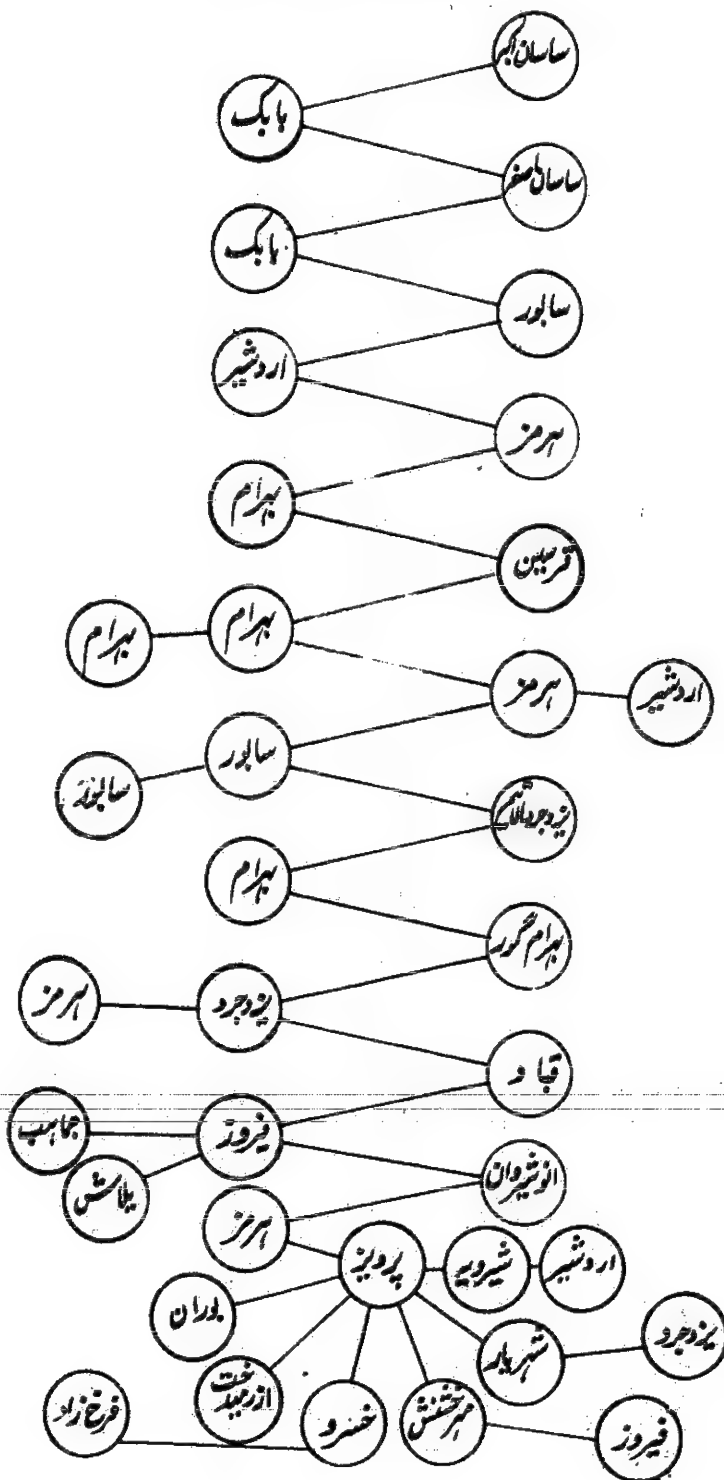 ساسان اکبر
بابک
ساسان اصغر
بابک
سابور
اردشیر
هرمز
بهرام
بهرام
بهرام
هرمز
اردشیر
سابور
سابور
یزدجرد الاثیم
بهرام
بهرام گور
یزدجرد
هرمز
قباد
فیروز
جاماسب
بلاش
انوشیروان
هرمز
پرویز
شیرویه
اردشیر
بوران
شهریار
یزدجرد
ازرمیدخت
خسرو
فرخ زاد
فیروز